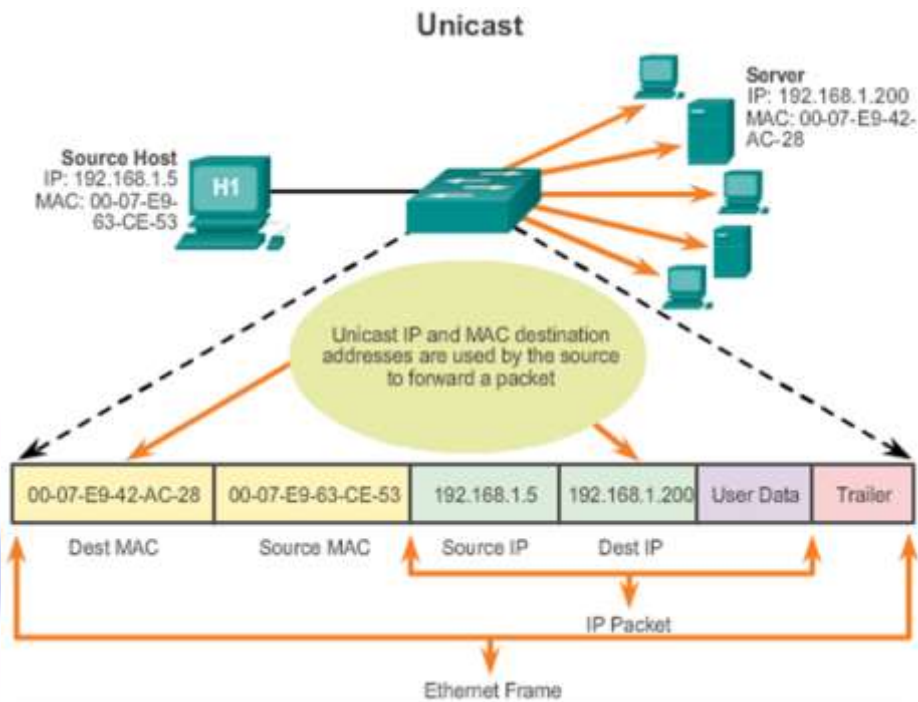 Unicast
Server
IP: 192.168.1.200
MAC: 00-07-E9-42-
AC-28
Source Host
IP: 192.168.1.5
MAC: 00-07-E9-
63-CE-53
H1
Unicast IP and MAC destination
addresses are used by the source
to forward a packet
00-07-E9-42-AC-28 00-07-E9-63-CE-53 192.168.1.5 192.168.1.200 User Data Trailer
Dest MAC Source MAC Source IP Dest IP
IP Packet
Ethernet Frame